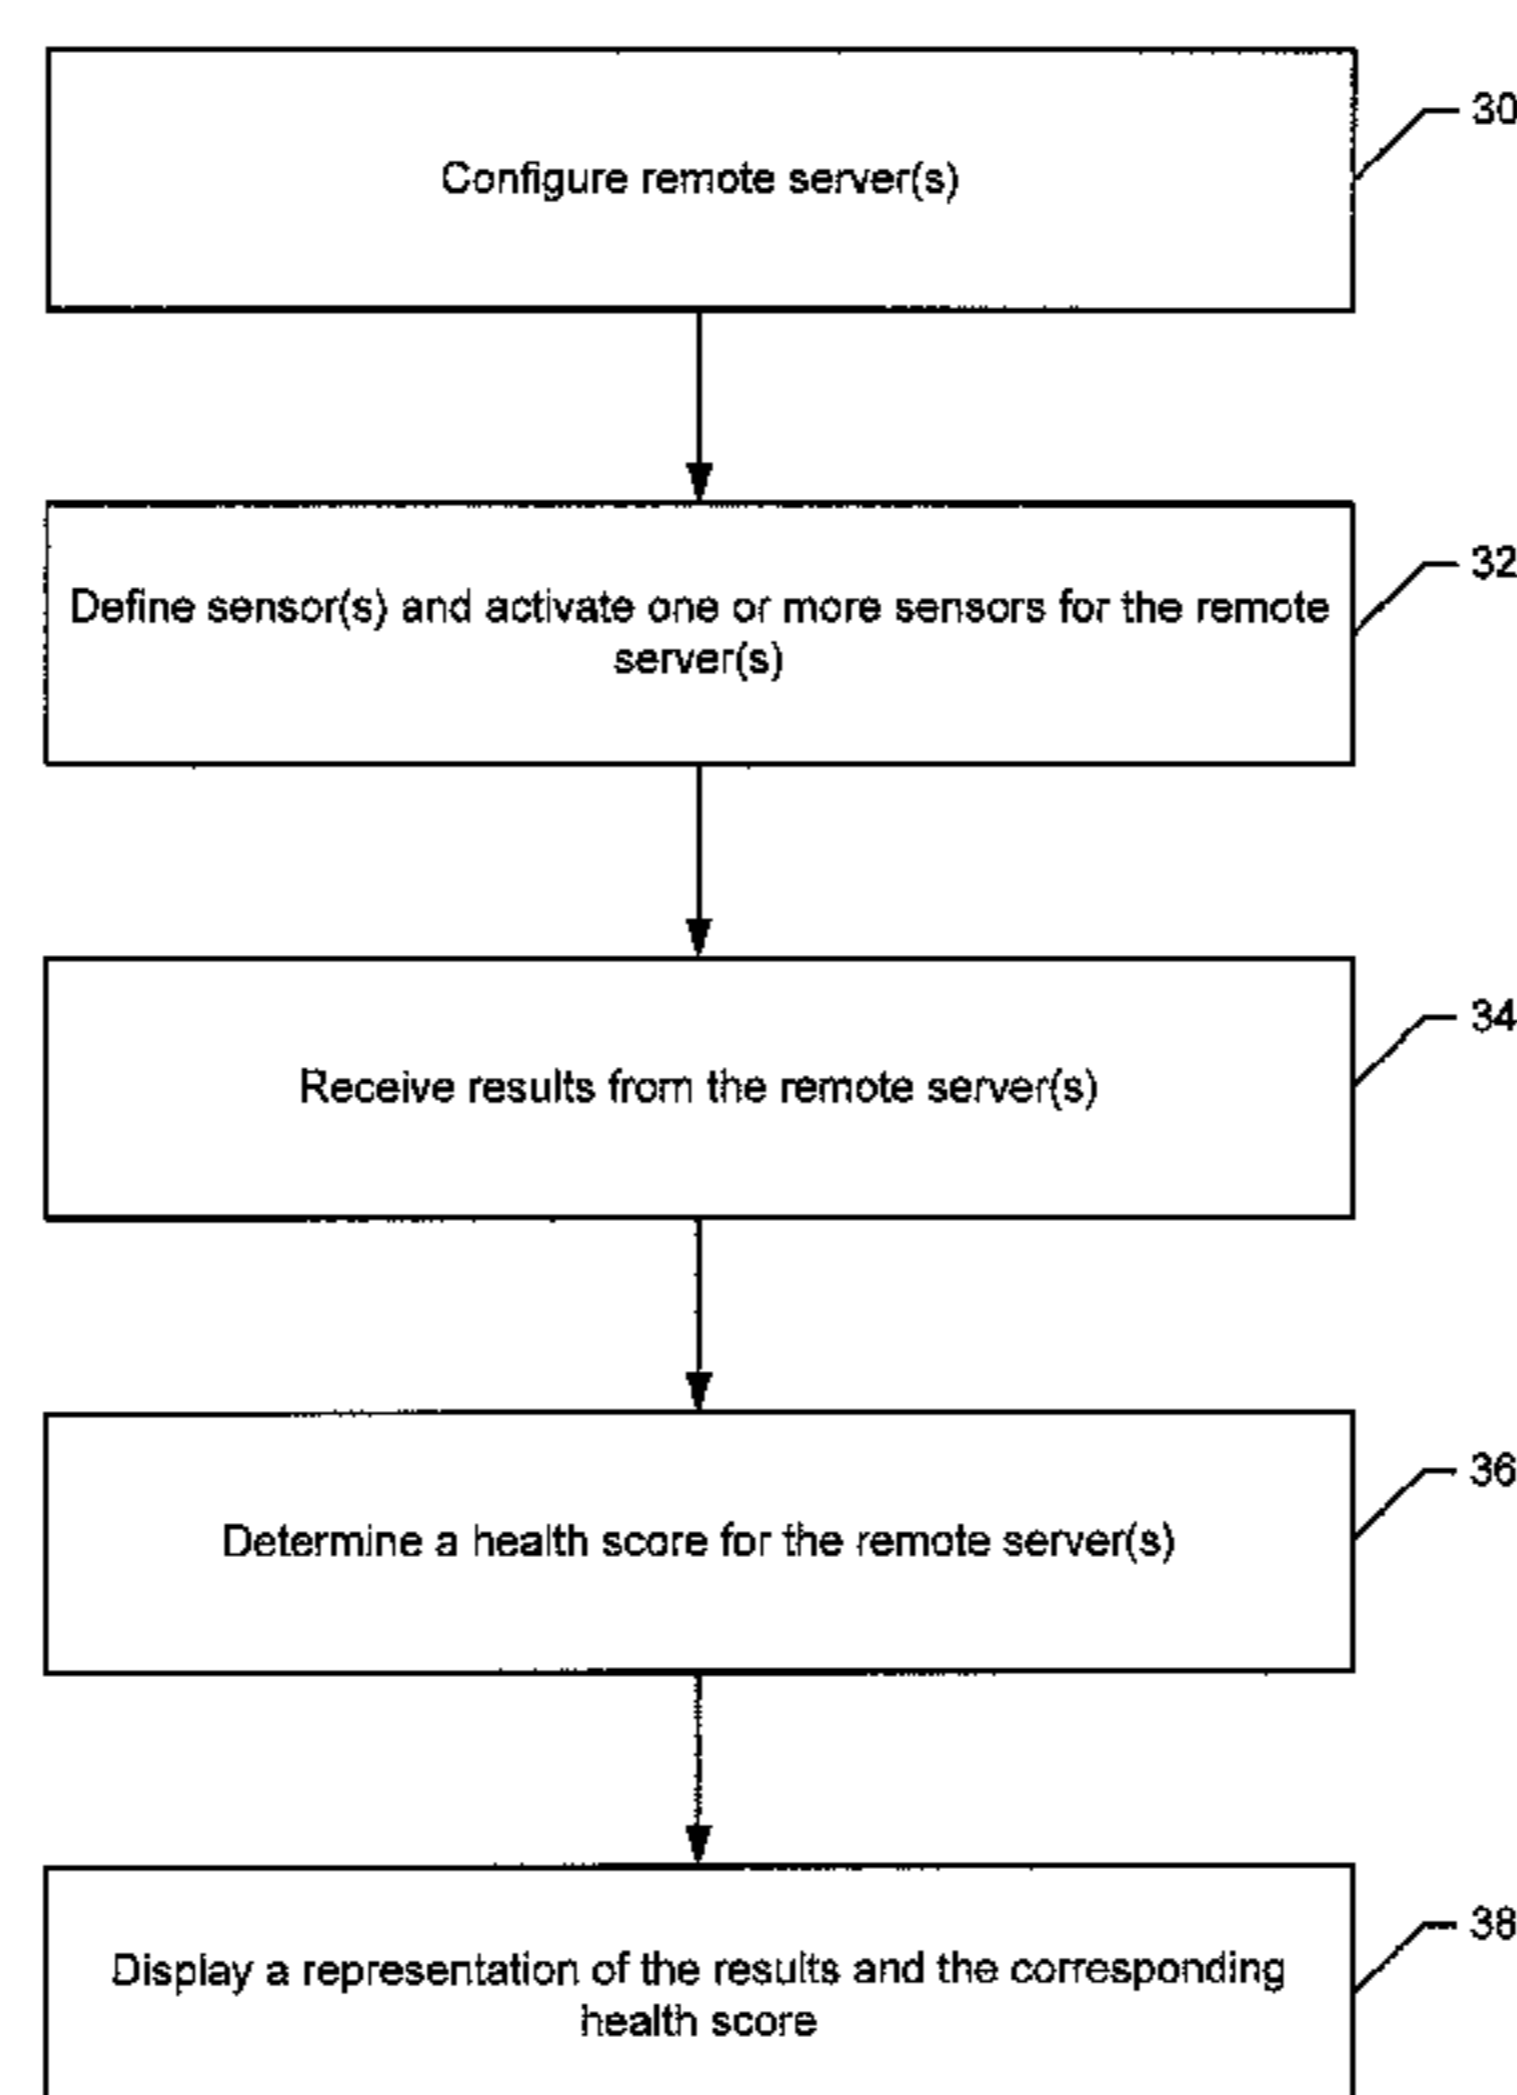 Configure remote server(s)
30
Define sensor(s) and activate one or more sensors for the remote
server(s)
32
Receive results from the remote server(s)
34
Determine a health score for the remote server(s)
36
Display a representation of the results and the corresponding
health score
38